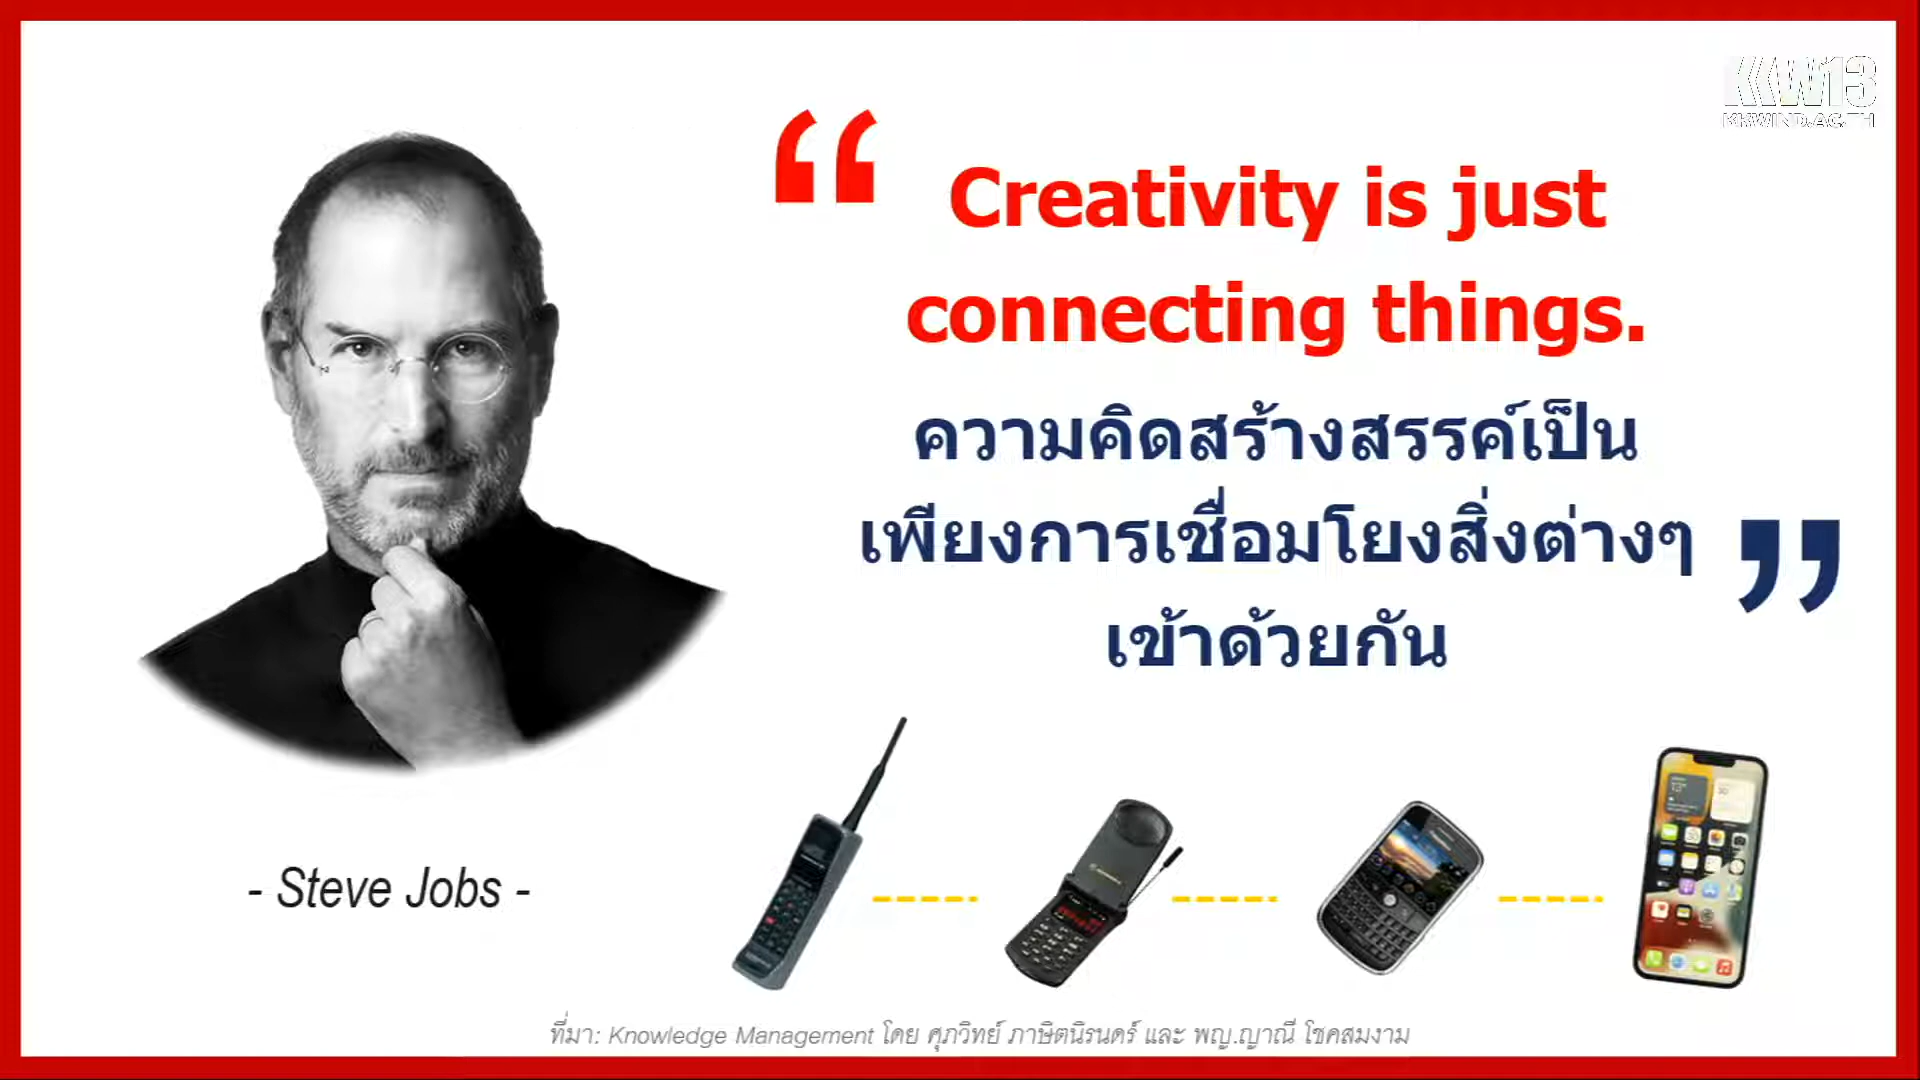 KKW13
KKWIND.AC.TH
“ Creativity is just
connecting things.
ความคิดสร้างสรรค์เป็น
เพียงการเชื่อมโยงสิ่งต่างๆ ”
เข้าด้วยกัน
- Steve Jobs -
ที่มา: Knowledge Management โดย ศุภวิทย์ ภาษิตนิรนดร์ และ พญ.ญาณี โชคสมงาม